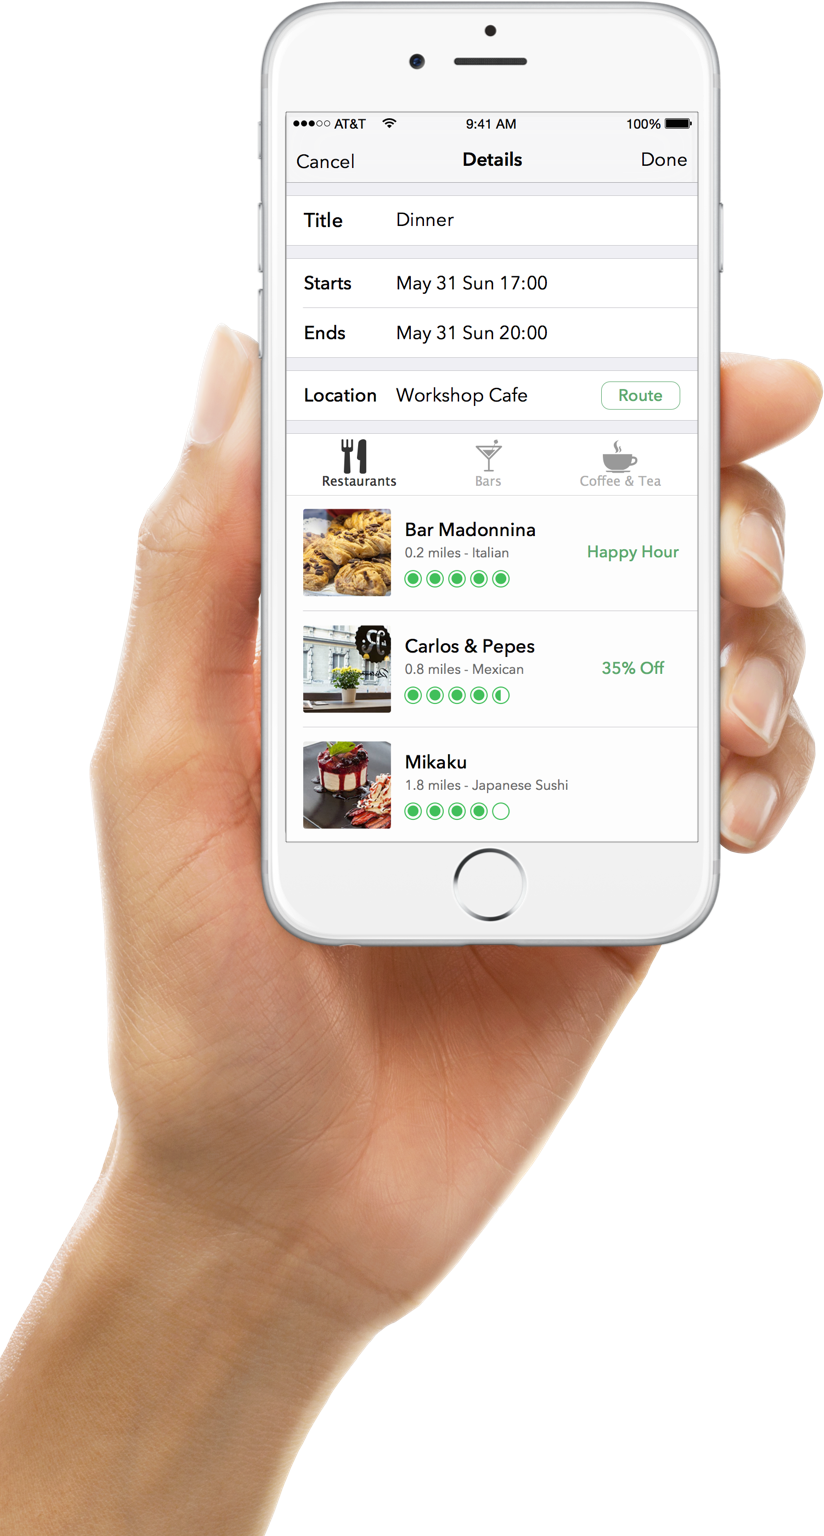 AT&T 9:41 AM 100%
Cancel Details Done
Title Dinner
Starts May 31 Sun 17:00
Ends May 31 Sun 20:00
Location Workshop Cafe Route
Restaurants Bars Coffee & Tea
Bar Madonnina
0.2 miles - Italian
Happy Hour
Carlos & Pepes
0.8 miles - Mexican
35% Off
Mikaku
1.8 miles - Japanese Sushi